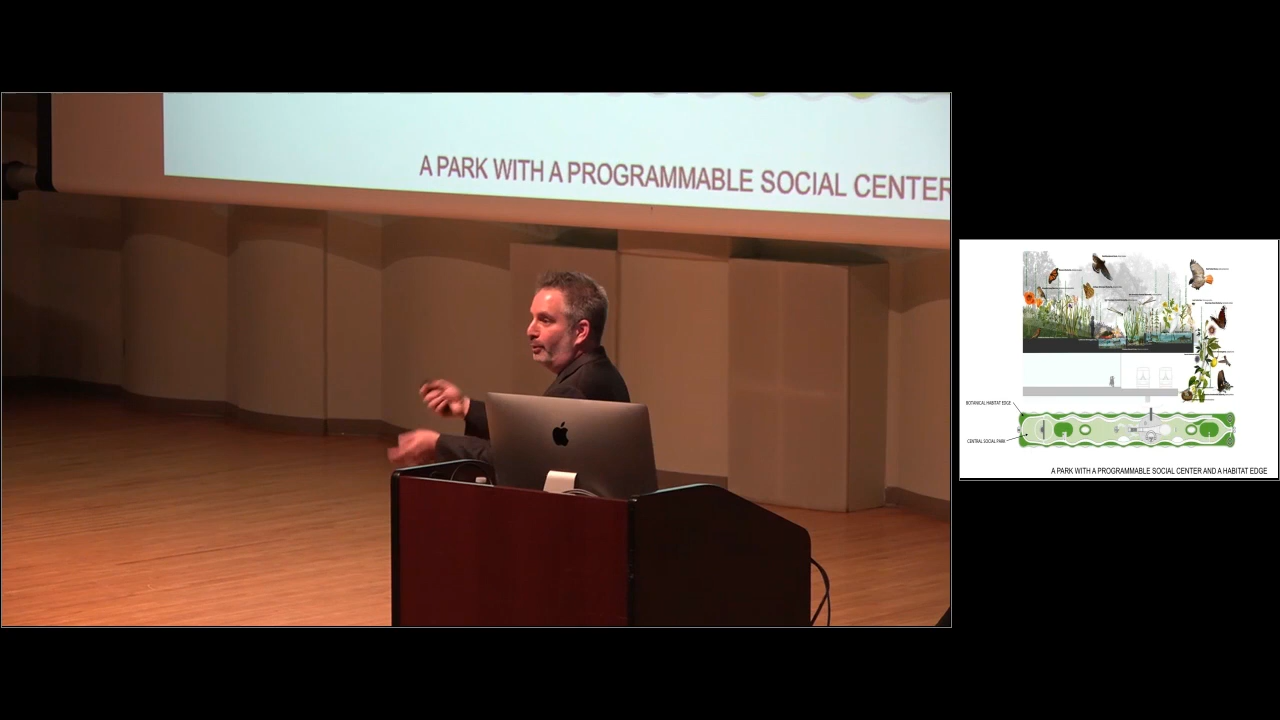 A PARK WITH A PROGRAMMABLE SOCIAL CENTER
BOTANICAL HABITAT EDGE
CENTRAL SOCIAL PARK
A PARK WITH A PROGRAMMABLE SOCIAL CENTER AND A HABITAT EDGE